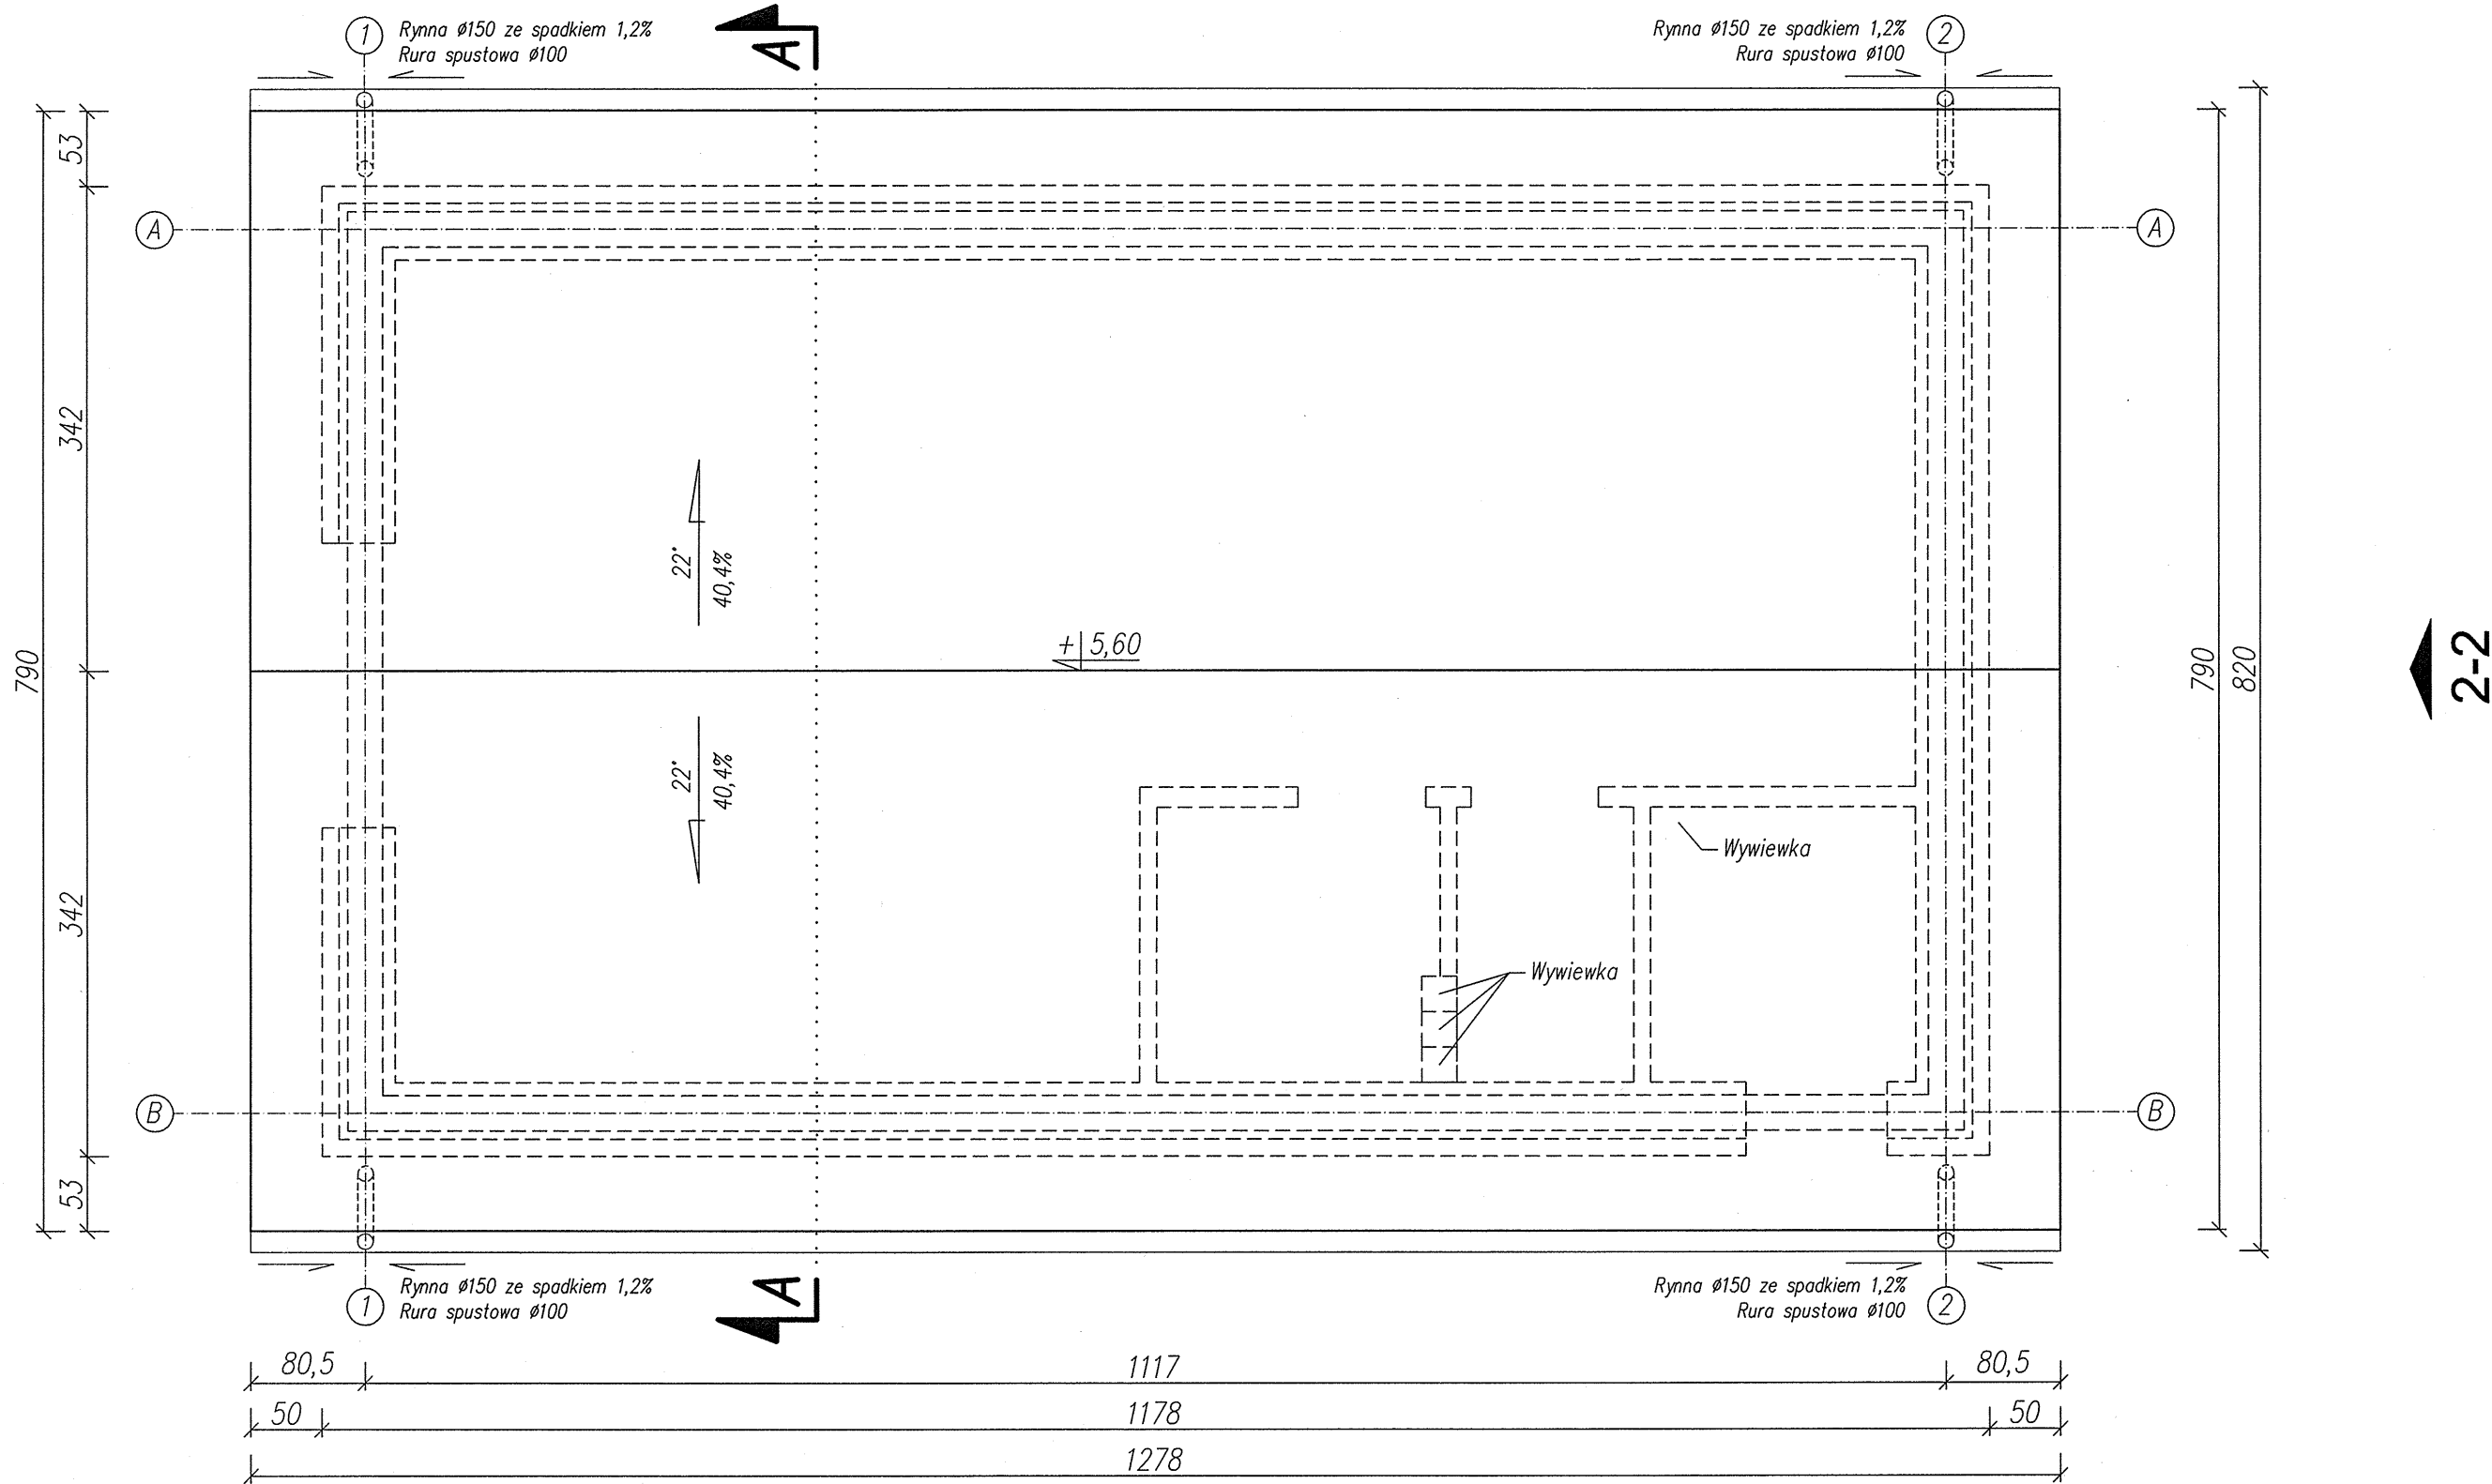 1
Rynna ø150 ze spadkiem 1,2%
Rura spustowa ø100
A
Rynna ø150 ze spadkiem 1,2%
Rura spustowa ø100
2
53
A
A
342
22°
40,4%
790
+5,60
790
820
2-2
22°
40,4%
Wywiewka
342
Wywiewka
B
B
53
1
Rynna ø150 ze spadkiem 1,2%
Rura spustowa ø100
A
Rynna ø150 ze spadkiem 1,2%
Rura spustowa ø100
2
80,5
1117
80,5
50
1178
50
1278